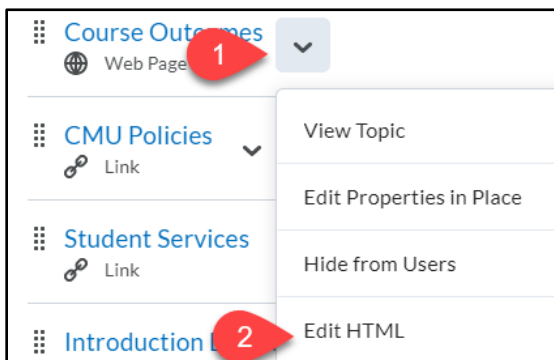 Course Outcomes
1
Web Page
View Topic
CMU Policies
Link
Edit Properties in Place
Student Services
Link
Hide from Users
Introduction
2
Edit HTML